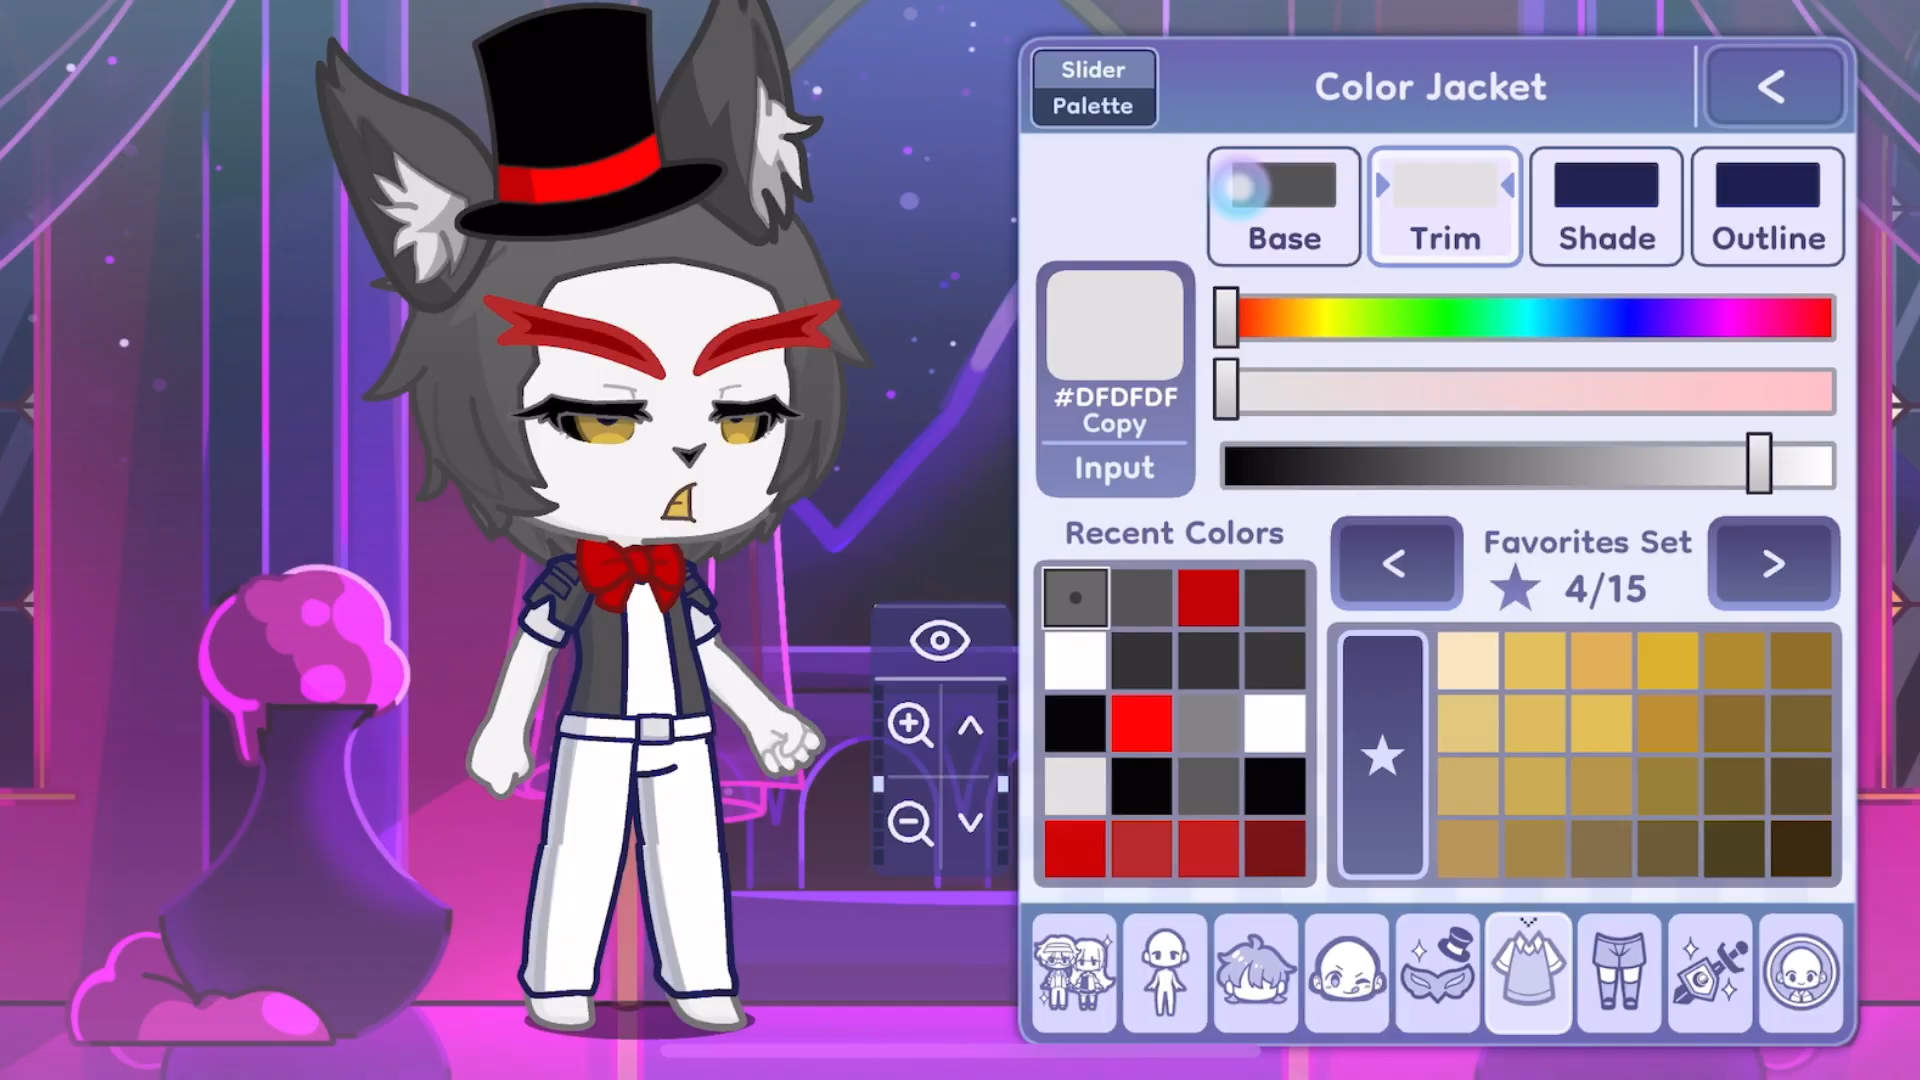 Slider
Palette
Color Jacket
<
Base
Trim
Shade
Outline
#DFDFDF
Copy
Input
Recent Colors
<
Favorites Set
4/15
>